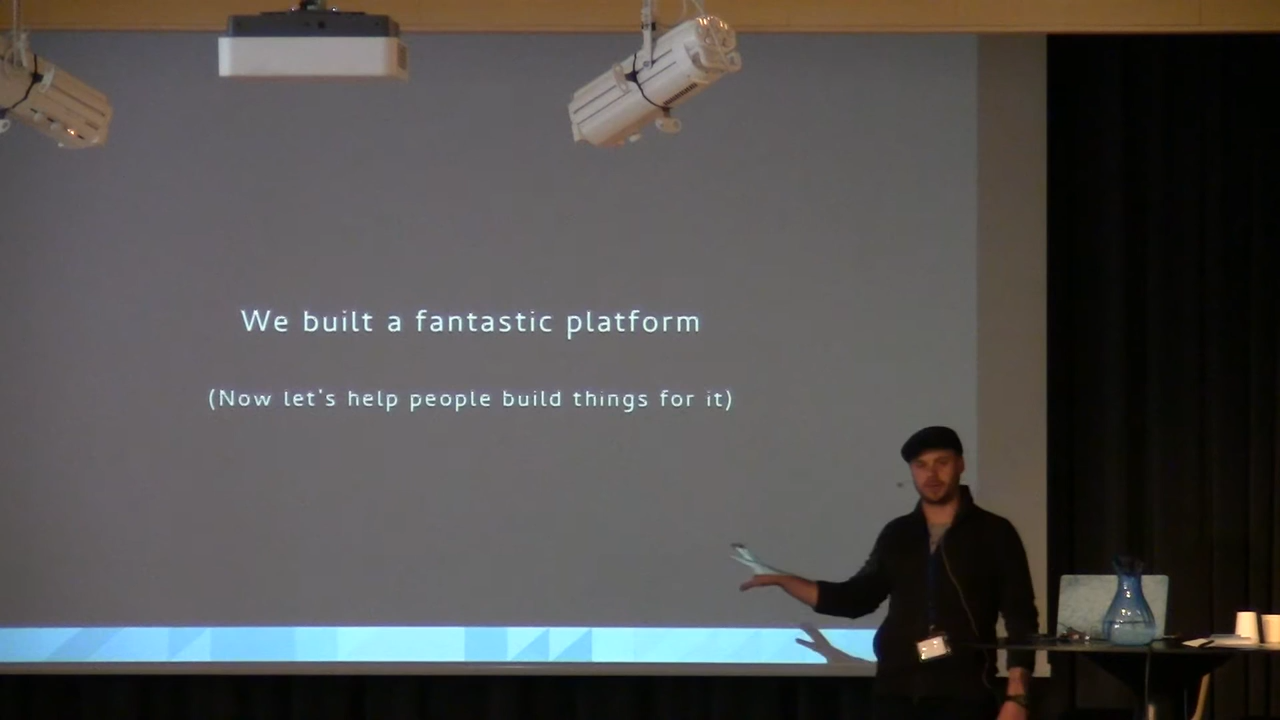 We built a fantastic platform
(Now let's help people build things for it)